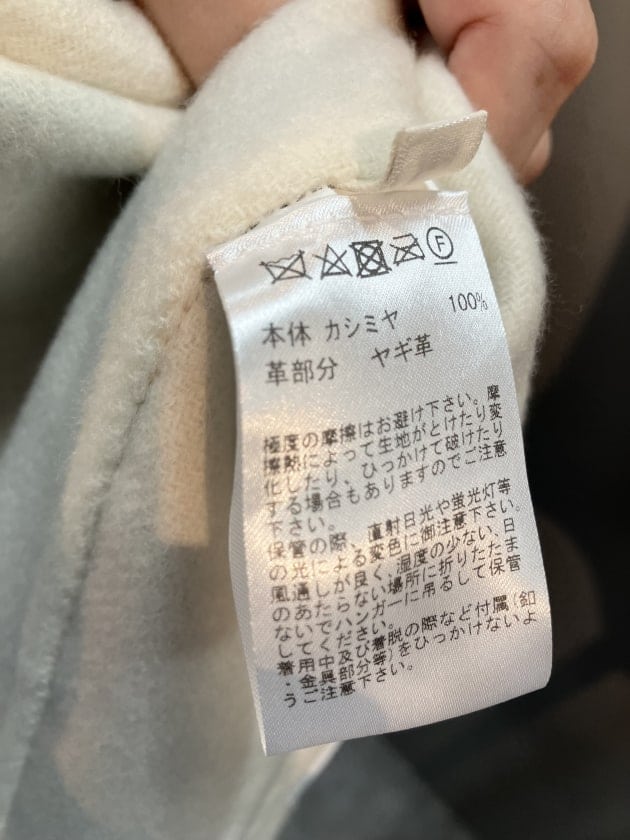 F
本体 カシミヤ 100%
革部分 ヤギ革
極度の摩擦はお避け下さい。摩
擦熱によって生地がとけたり変
化したり、ひっかけて破けたり
する場合もありますのでご注意
下さい。
保管の際、直射日光や蛍光灯等
の光による変色に御注意下さい。
風通しが良く、湿度の少ない、日
のあたらない場所に折りたたま
ないでハンガーに吊るして保管
して下さい。
着用中及び着脱の際など付属(釦
・金具部分等)をひっかけないよ
うご注意下さい。